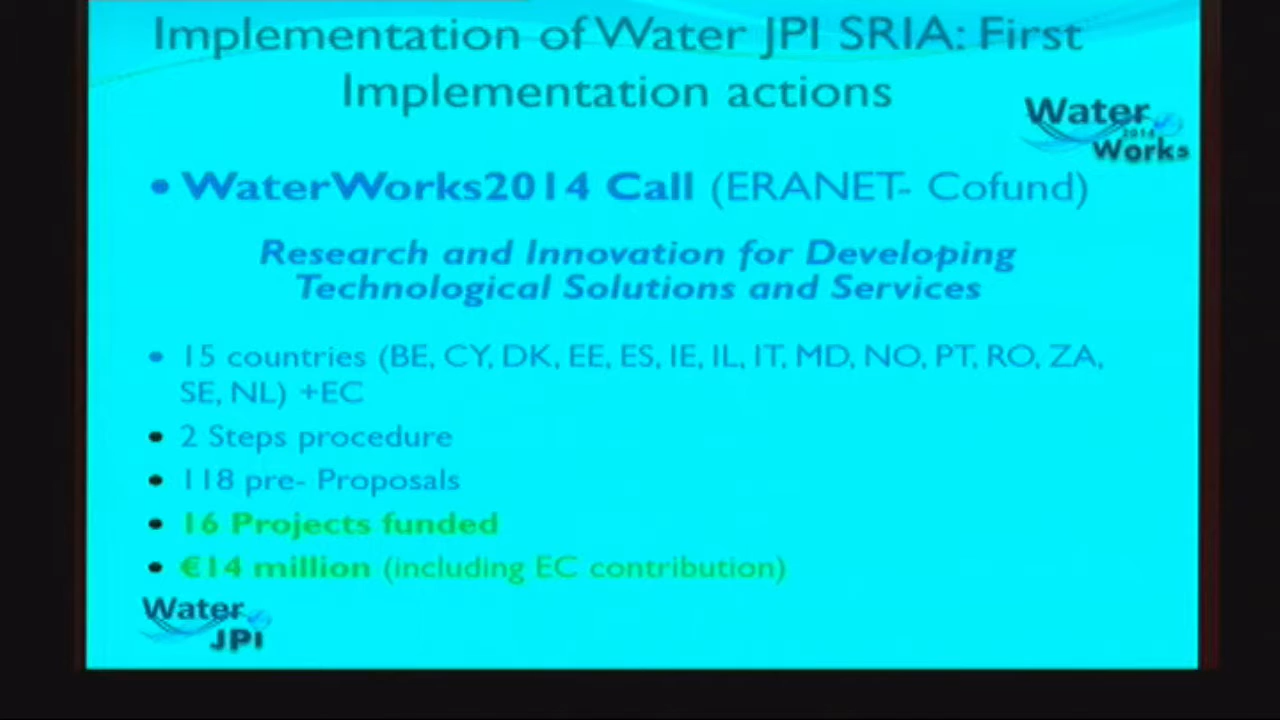 Implementation of Water JPI SRIA: First
Implementation actions
Water
2014
Works
• WaterWorks2014 Call (ERANET- Cofund)
Research and Innovation for Developing
Technological Solutions and Services
• 15 countries (BE, CY, DK, EE, ES, IE, IL, IT, MD, NO, PT, RO, ZA,
SE, NL) +EC
• 2 Steps procedure
• 118 pre- Proposals
• 16 Projects funded
• €14 million (including EC contribution)
Water
JPI